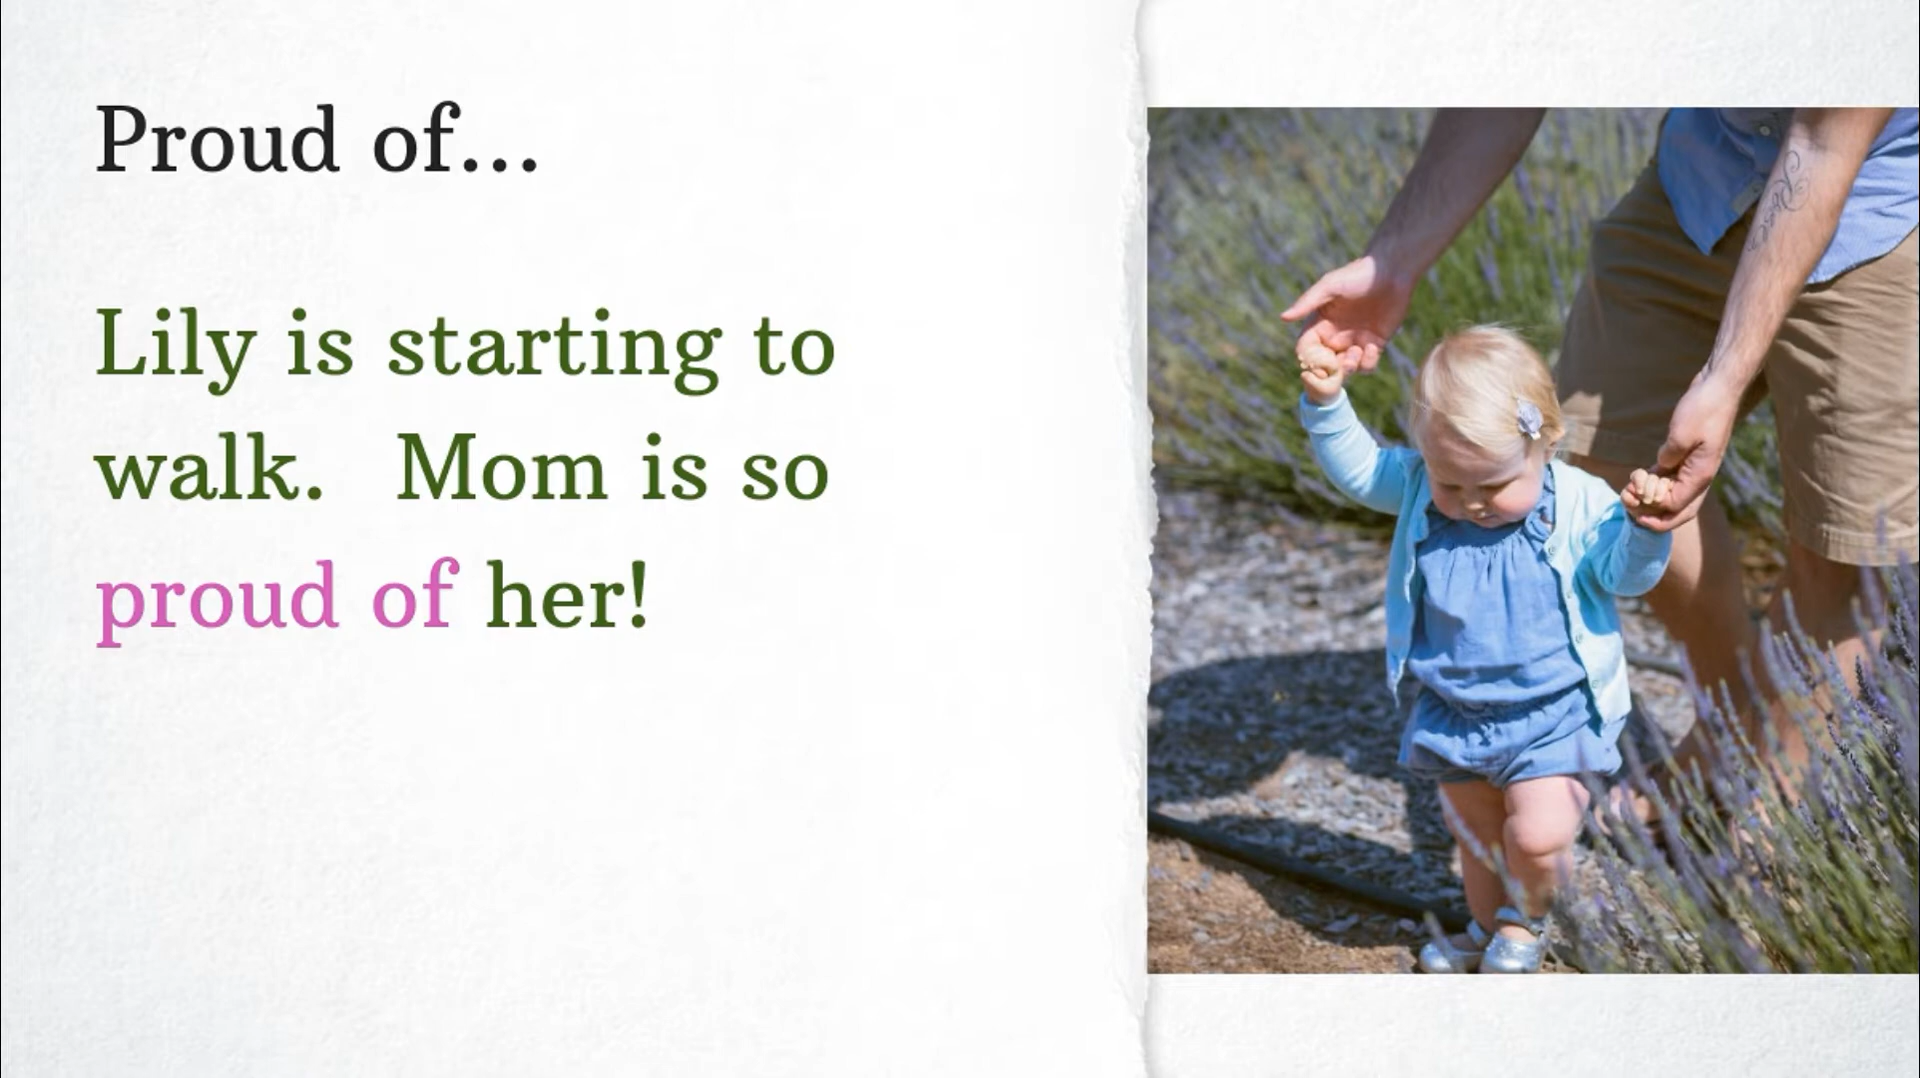 Proud of...
Lily is starting to
walk.  Mom is so
proud of her!